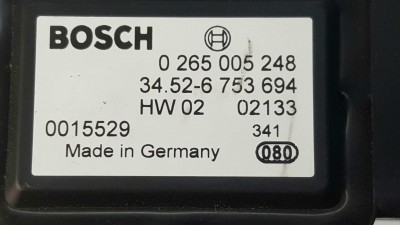 BOSCH
0 265 005 248
34.52-6 753 694
HW 02 02133
0015529 341
Made in Germany 080